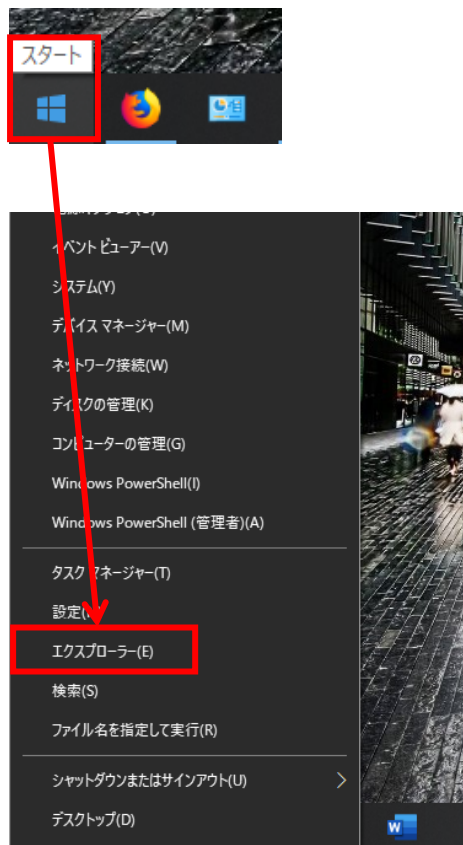 スタート
イベント ビューアー(V)
システム(Y)
デバイス マネージャー(M)
ネットワーク接続(W)
ディスクの管理(K)
コンピューターの管理(G)
Windows PowerShell(I)
Windows PowerShell (管理者)(A)
タスク マネージャー(T)
設定
エクスプローラー(E)
検索(S)
ファイル名を指定して実行(R)
シャットダウンまたはサインアウト(U)
デスクトップ(D)